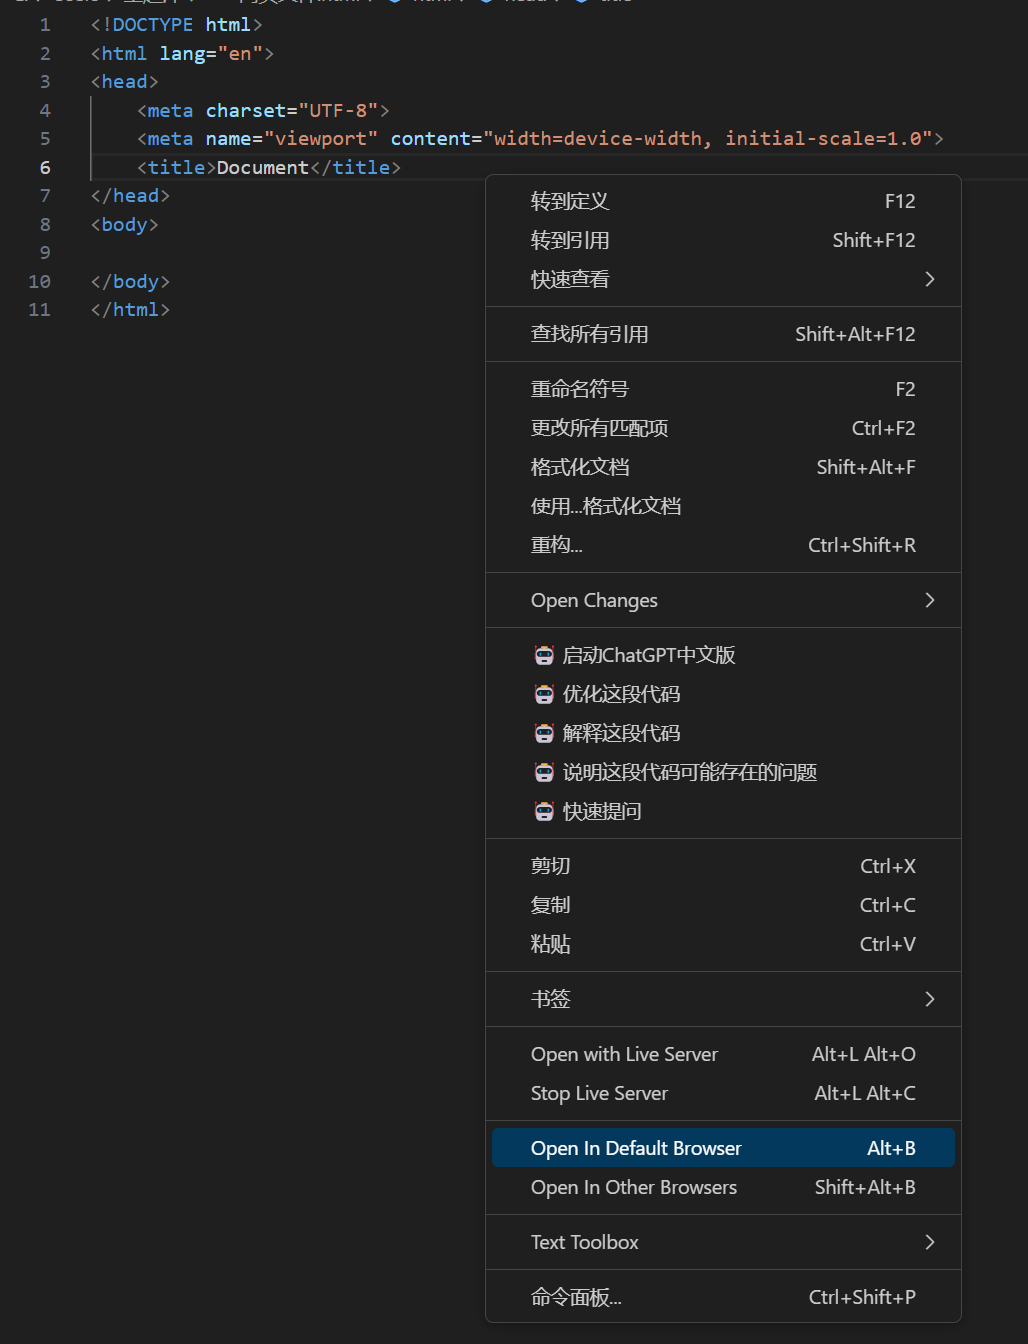 1 <!DOCTYPE html>
2 <html lang="en">
3 <head>
4 <meta charset="UTF-8">
5 <meta name="viewport" content="width=device-width, initial-scale=1.0">
6 <title>Document</title>
7 </head>
8 <body>
9
10 </body>
11 </html>
转到定义 F12
转到引用 Shift+F12
快速查看
查找所有引用 Shift+Alt+F12
重命名符号 F2
更改所有匹配项 Ctrl+F2
格式化文档 Shift+Alt+F
使用...格式化文档
重构... Ctrl+Shift+R
Open Changes
启动ChatGPT中文版
优化这段代码
解释这段代码
说明这段代码可能存在的问题
快速提问
剪切 Ctrl+X
复制 Ctrl+C
粘贴 Ctrl+V
书签
Open with Live Server Alt+L Alt+O
Stop Live Server Alt+L Alt+C
Open In Default Browser Alt+B
Open In Other Browsers Shift+Alt+B
Text Toolbox
命令面板... Ctrl+Shift+P